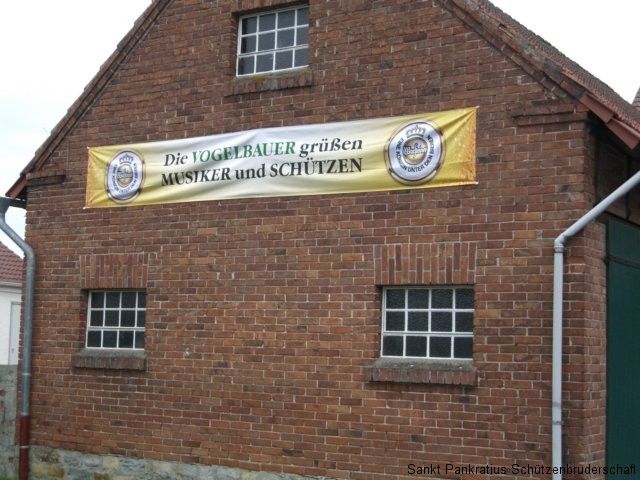 Die VOGELBAUER grüßen
MUSIKER und SCHÜTZEN
Sankt Pankratius Schützenbruderschaft